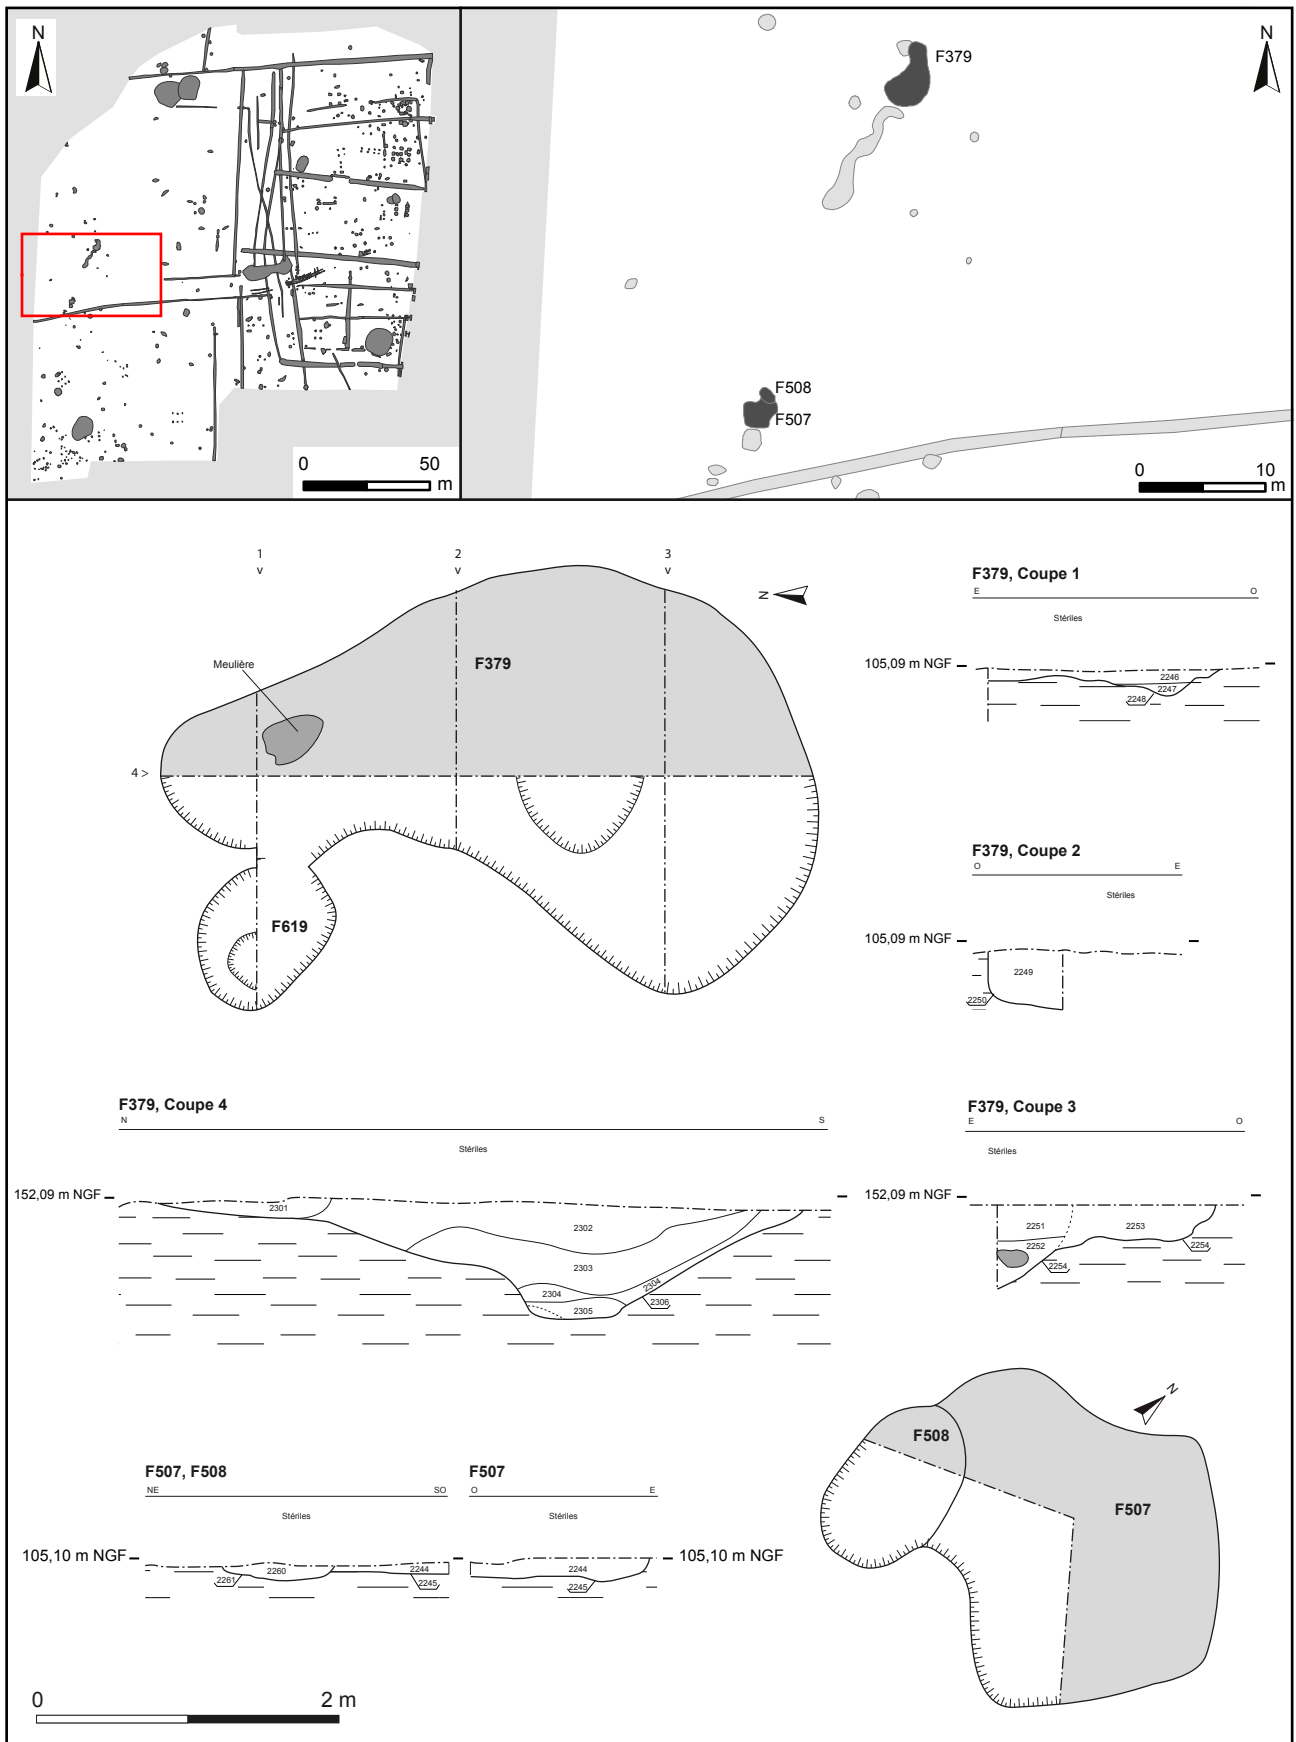 N
0 50
m
N
F379
F508
F507
0 10
m
1 2 3
v v v
N
Meulière
F379
4 >
F619
F379, Coupe 1
E O
Stériles
105,09 m NGF
2246
2247
2248
F379, Coupe 2
O E
Stériles
105,09 m NGF
2249
2250
F379, Coupe 4
N S
Stériles
152,09 m NGF
2301
2302
2303
2304
2304
2305
2306
F379, Coupe 3
E O
Stériles
152,09 m NGF
2251
2253
2252
2254
2254
N
F508
F507
F507, F508
NE SO
Stériles
105,10 m NGF
2260
2244
2261
2245
F507
O E
Stériles
105,10 m NGF
2244
2245
0 2 m